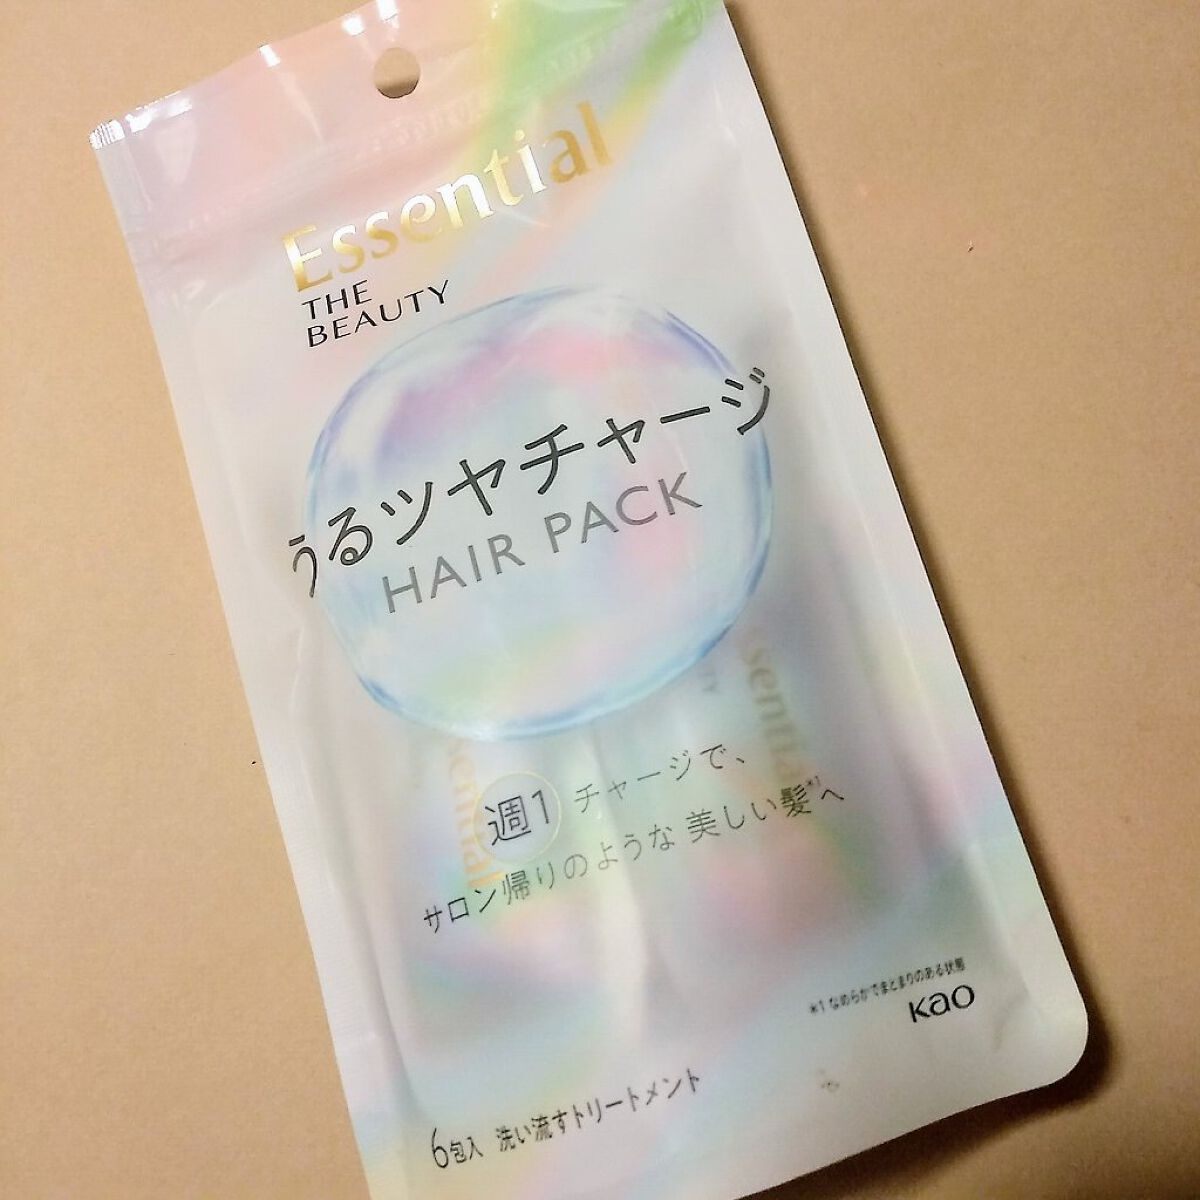 Essential
THE
BEAUTY
うるツヤチャージ
HAIR PACK
週1 チャージで、
サロン帰りのような 美しい髪*1へ
*1 なめらかでまとまりのある状態
Kao
6包入 洗い流すトリートメント